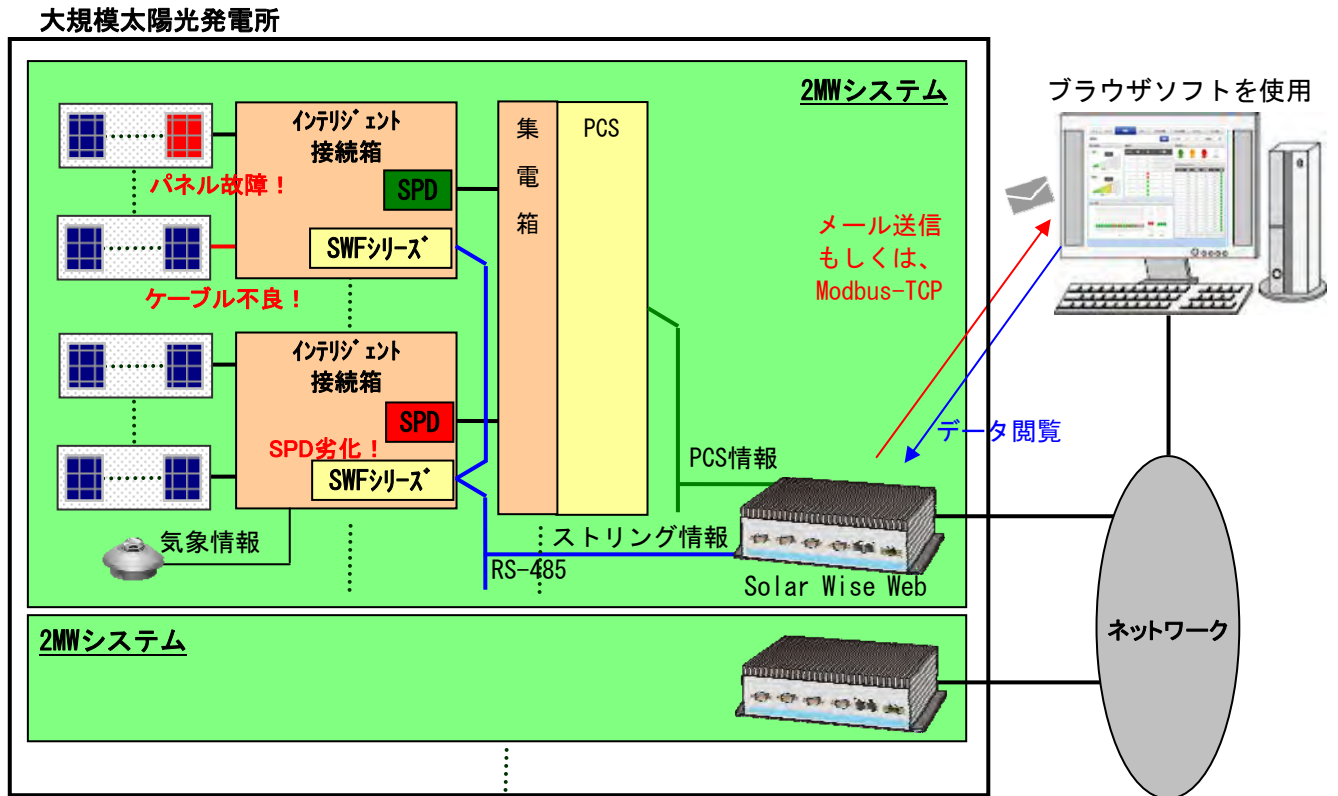 大規模太陽光発電所
2MWシステム
ブラウザソフトを使用
インテリジェント
接続箱
SPD
SWFシリーズ
パネル故障！
ケーブル不良！
集
電
箱
PCS
メール送信
もしくは、
Modbus-TCP
インテリジェント
接続箱
SPD
SPD劣化！
SWFシリーズ
データ閲覧
PCS情報
気象情報
ストリング情報
RS-485
Solar Wise Web
2MWシステム
ネットワーク